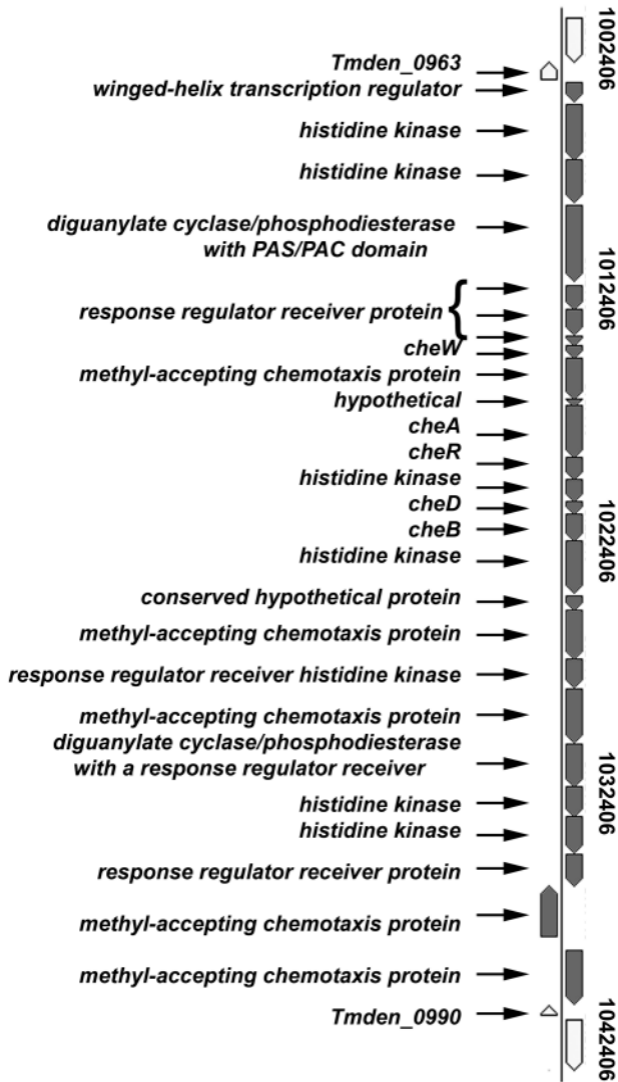 Tmden_0963
winged-helix transcription regulator
histidine kinase
histidine kinase
diguanylate cyclase/phosphodiesterase
with PAS/PAC domain
response regulator receiver protein
cheW
methyl-accepting chemotaxis protein
hypothetical
cheA
cheR
histidine kinase
cheD
cheB
histidine kinase
conserved hypothetical protein
methyl-accepting chemotaxis protein
response regulator receiver histidine kinase
methyl-accepting chemotaxis protein
diguanylate cyclase/phosphodiesterase
with a response regulator receiver
histidine kinase
histidine kinase
response regulator receiver protein
methyl-accepting chemotaxis protein
methyl-accepting chemotaxis protein
Tmden_0990
1002406
1012406
1022406
1032406
1042406